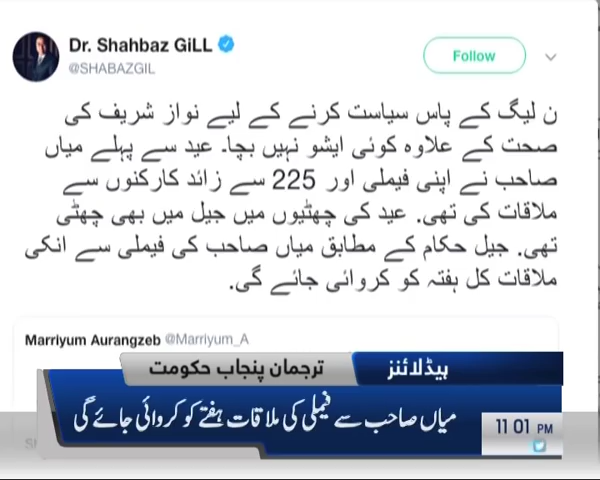 Dr. Shahbaz GiLL
@SHABAZGIL
Follow
ن لیگ کے پاس سیاست کرنے کے لیے نواز شریف کی
صحت کے علاوہ کوئی ایشو نہیں بچا۔ عید سے پہلے میاں
صاحب نے اپنی فیملی اور 225 سے زائد کارکنوں سے
ملاقات کی تھی۔ عید کی چھٹیوں میں جیل میں بھی چھٹی
تھی۔ جیل حکام کے مطابق میاں صاحب کی فیملی سے انکی
ملاقات کل ہفتہ کو کروائی جائے گی۔
Marriyum Aurangzeb @Marriyum_A
ہیڈلائنز
ترجمان پنجاب حکومت
میاں صاحب سے فیملی کی ملاقات ہفتے کو کروائی جائے گی
11 01 PM